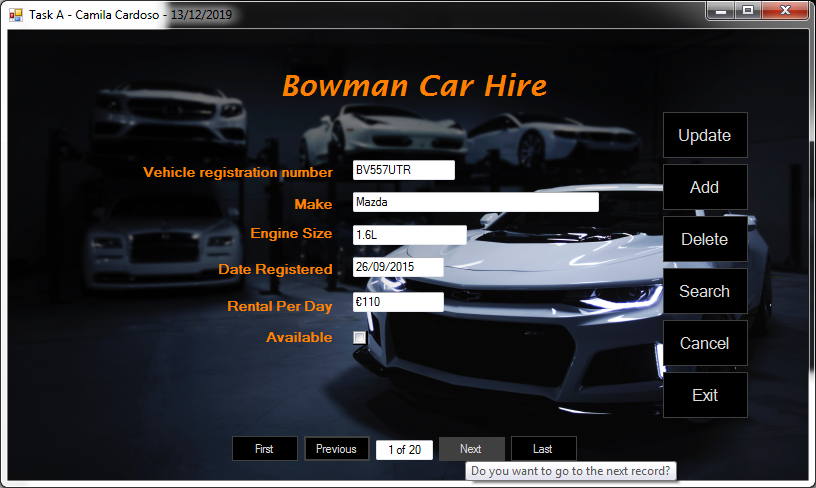 Task A - Camila Cardoso - 13/12/2019
Bowman Car Hire
Vehicle registration number BV557UTR
Make Mazda
Engine Size 1.6L
Date Registered 26/09/2015
Rental Per Day €110
Available
Update
Add
Delete
Search
Cancel
Exit
First Previous 1 of 20 Next Last
Do you want to go to the next record?